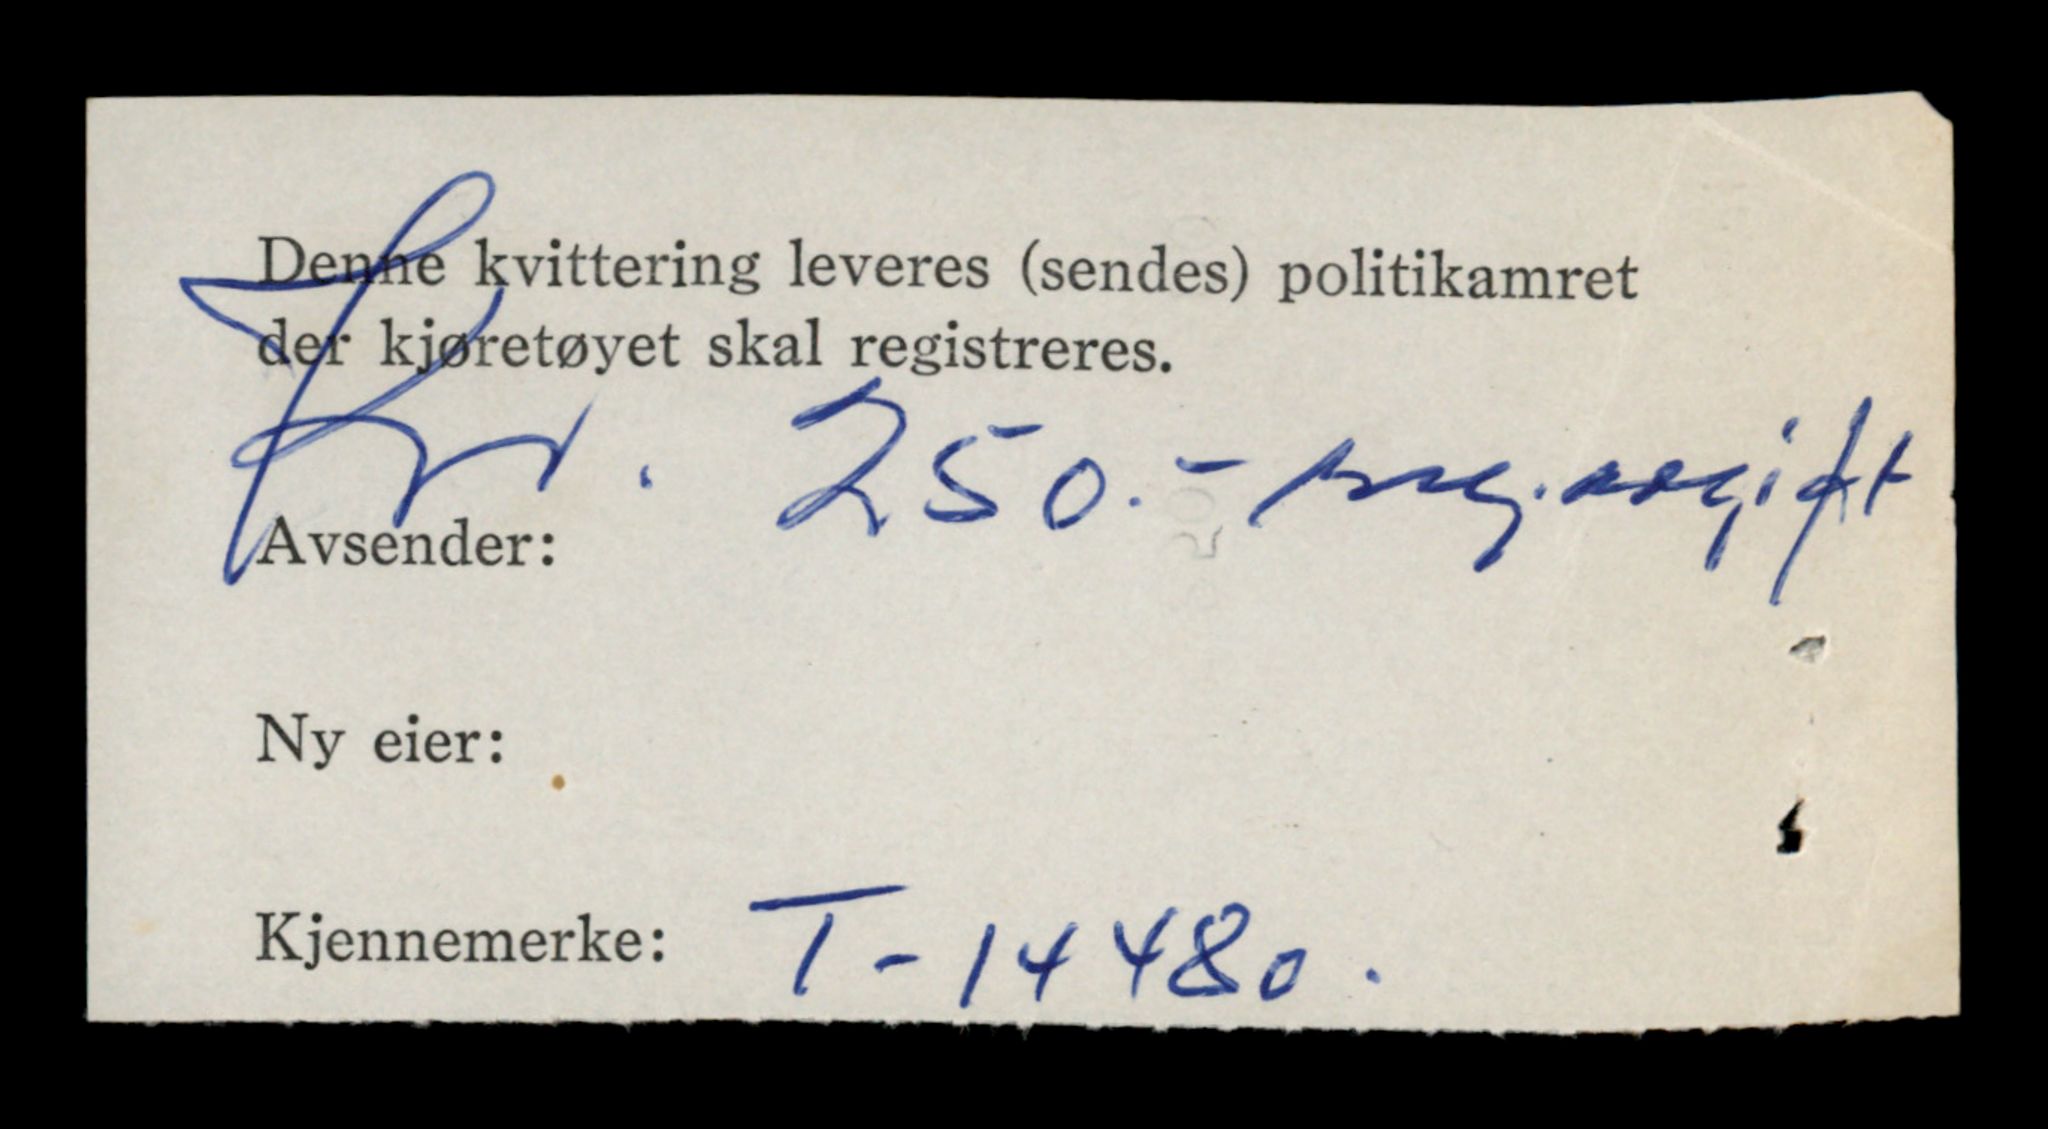 Denne kvittering leveres (sendes) politikamret
der kjøretøyet skal registreres.
Kr. 250.- reg.avgift
Avsender:
Ny eier:
Kjennemerke: T-14480.